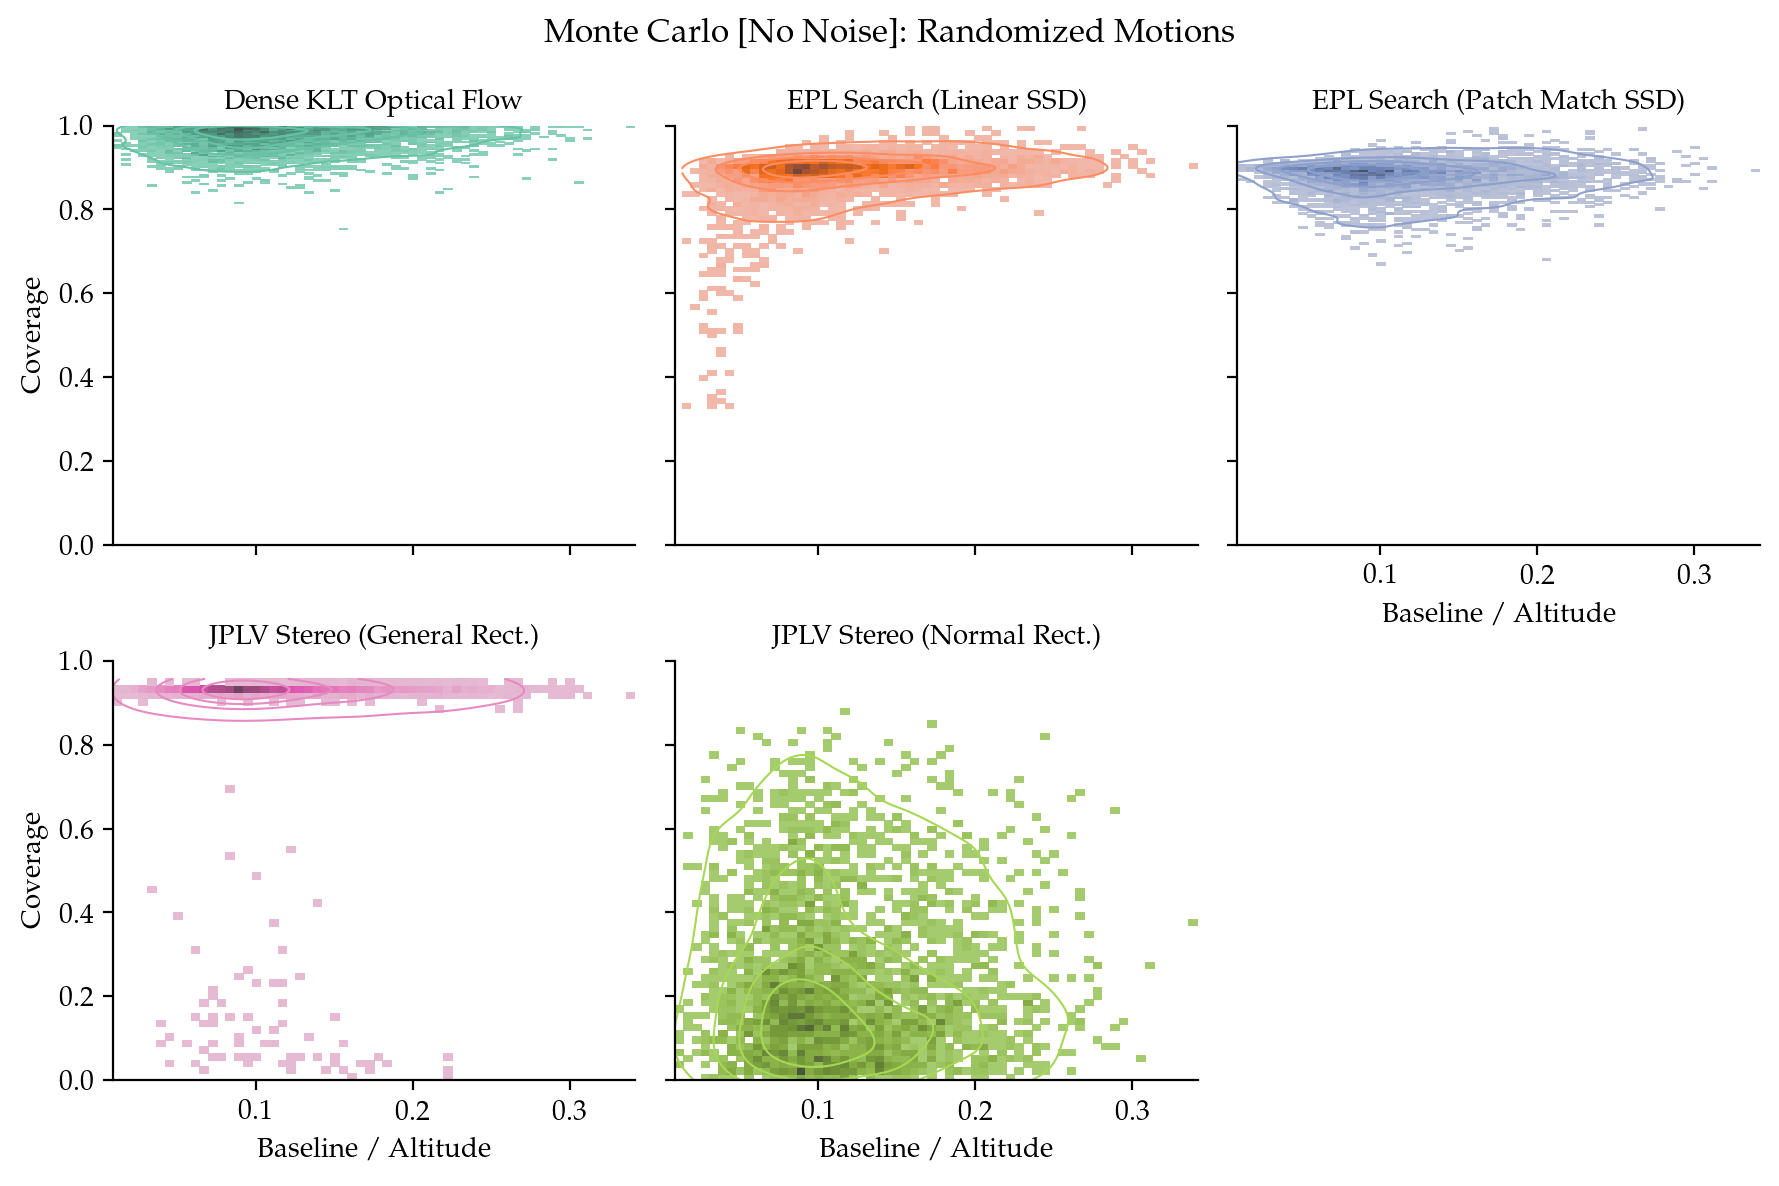 Monte Carlo [No Noise]: Randomized Motions
Dense KLT Optical Flow
EPL Search (Linear SSD)
EPL Search (Patch Match SSD)
1.0
0.8
0.6
0.4
0.2
0.0
Coverage
0.1 0.2 0.3
Baseline / Altitude
JPLV Stereo (General Rect.)
JPLV Stereo (Normal Rect.)
1.0
0.8
0.6
0.4
0.2
0.0
Coverage
0.1 0.2 0.3
Baseline / Altitude
0.1 0.2 0.3
Baseline / Altitude